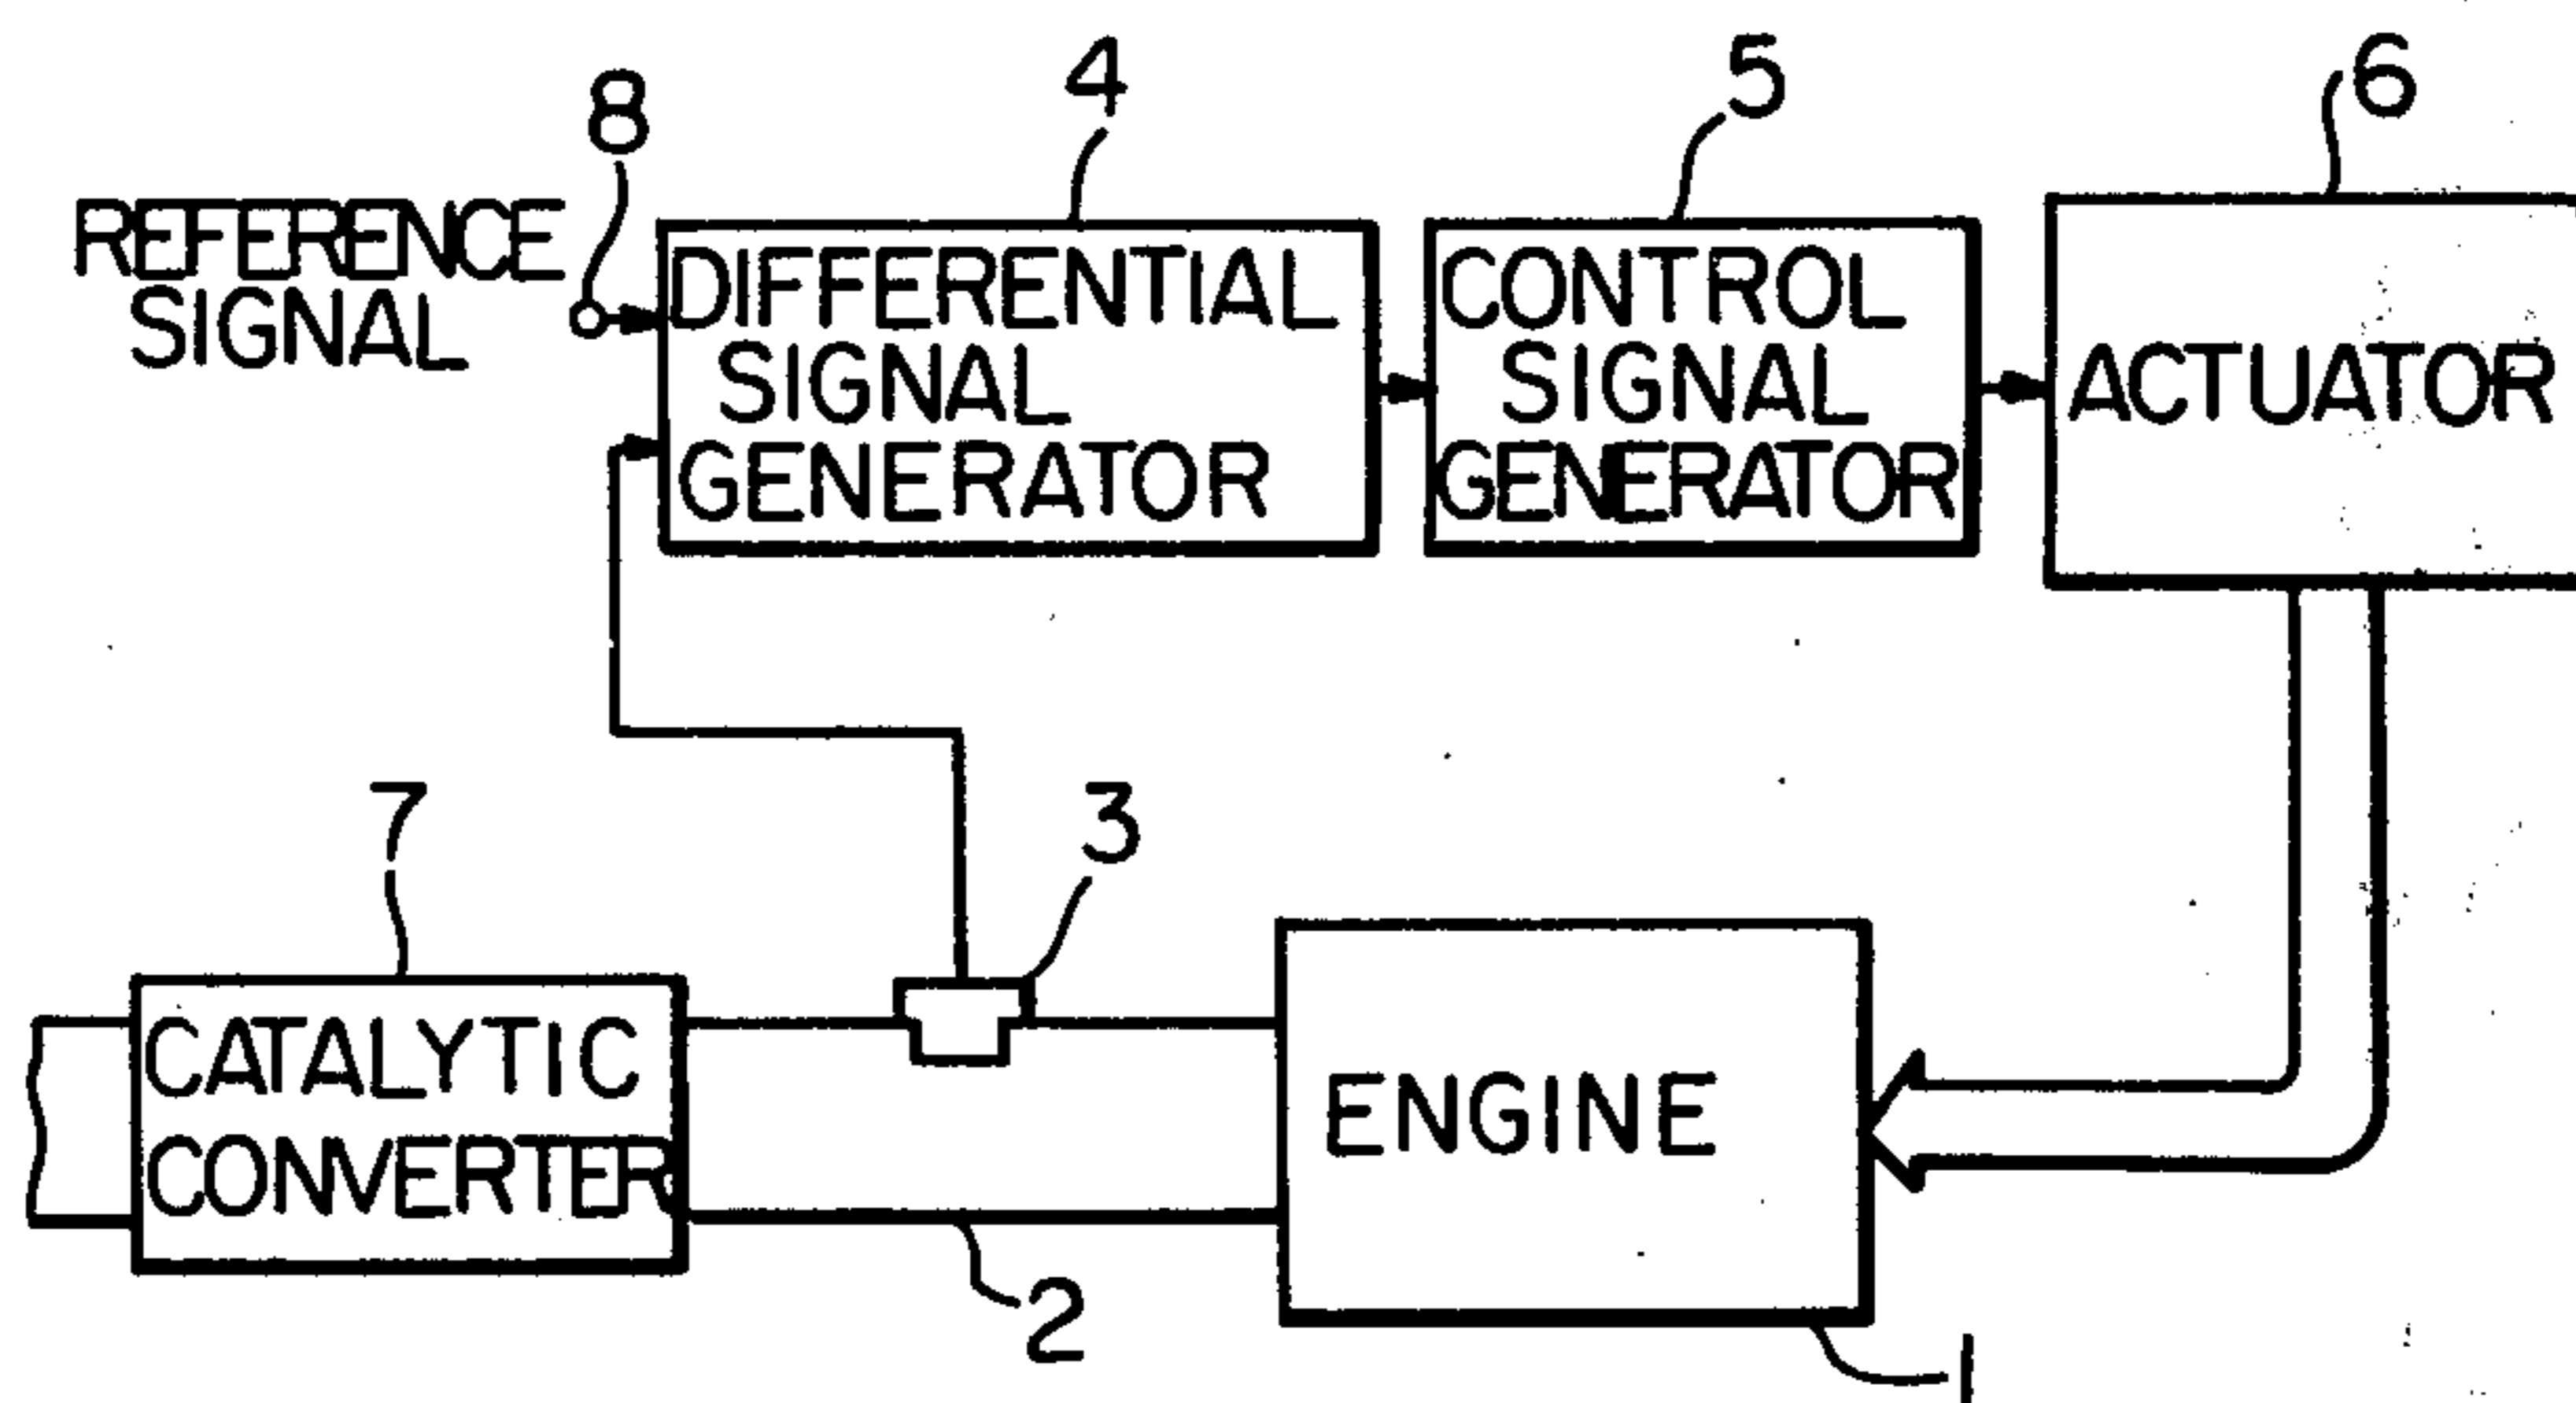 8
4
5
6
REFERENCE
SIGNAL
DIFFERENTIAL
SIGNAL
GENERATOR
CONTROL
SIGNAL
GENERATOR
ACTUATOR
7
3
CATALYTIC
CONVERTER
ENGINE
2
1